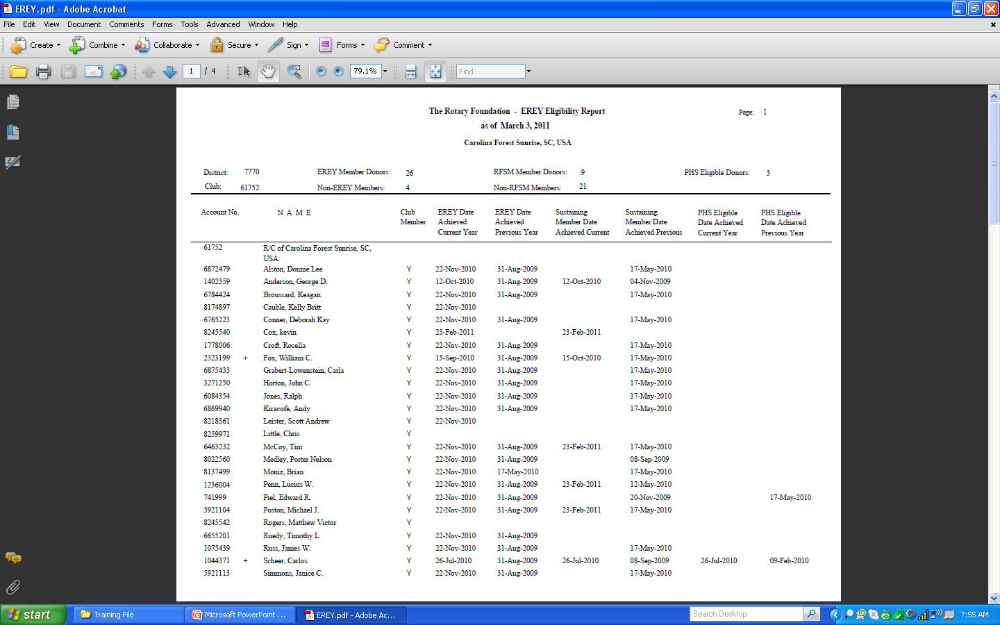 EREY.pdf - Adobe Acrobat
File Edit View Document Comments Forms Tools Advanced Window Help
Create Combine Collaborate Secure Sign Forms Comment
1 / 4 79.1% Find
The Rotary Foundation - EREY Eligibility Report Page: 1
as of March 3, 2011
Carolina Forest Sunrise, SC, USA
District: 7770 EREY Member Donors: 26 RFSM Member Donors: 9 PHS Eligible Donors: 3
Club: 61752 Non-EREY Members: 4 Non-RFSM Members: 21
Account No. N A M E Club EREY Date EREY Date Sustaining Sustaining PHS Eligible PHS Eligible
Member Achieved Achieved Member Date Member Date Date Achieved Date Achieved
Current Year Previous Year Achieved Current Achieved Previous Current Year Previous Year
61752 R/C of Carolina Forest Sunrise, SC,
USA
6872479 Alston, Donnie Lee Y 22-Nov-2010 31-Aug-2009 17-May-2010
1402359 Anderson, George D. Y 12-Oct-2010 31-Aug-2009 12-Oct-2010 04-Nov-2009
6784424 Broussard, Keagan Y 22-Nov-2010 31-Aug-2009 17-May-2010
8174897 Cauble, Kelly Britt Y 22-Nov-2010
6765223 Conner, Deborah Kay Y 22-Nov-2010 31-Aug-2009 17-May-2010
8245540 Cox, kevin Y 23-Feb-2011 23-Feb-2011
1778006 Croft, Rosella Y 22-Nov-2010 31-Aug-2009 17-May-2010
2323199 + Fox, William C. Y 15-Sep-2010 31-Aug-2009 15-Oct-2010 17-May-2010
6875433 Grabert-Lowenstein, Carla Y 22-Nov-2010 31-Aug-2009 17-May-2010
3271250 Horton, John C. Y 22-Nov-2010 31-Aug-2009 17-May-2010
6084354 Jones, Ralph Y 22-Nov-2010 31-Aug-2009 17-May-2010
6869940 Kiracofe, Andy Y 22-Nov-2010 31-Aug-2009 17-May-2010
8218361 Leister, Scott Andrew Y 22-Nov-2010
8259971 Little, Chris Y
6463232 McCoy, Tim Y 22-Nov-2010 31-Aug-2009 23-Feb-2011 17-May-2010
8022560 Medley, Porter Nelson Y 22-Nov-2010 31-Aug-2009 08-Sep-2009
8137499 Moniz, Brian Y 22-Nov-2010 17-May-2010 17-May-2010
1236004 Penn, Lucius W. Y 22-Nov-2010 31-Aug-2009 23-Feb-2011 12-May-2010
741999 Piel, Edward R. Y 22-Nov-2010 31-Aug-2009 20-Nov-2009 17-May-2010
5921104 Poston, Michael J. Y 22-Nov-2010 31-Aug-2009 23-Feb-2011 17-May-2010
8245542 Rogers, Matthew Victor Y
6655201 Ruedy, Timothy L Y 22-Nov-2010 31-Aug-2009
1075439 Russ, James W. Y 22-Nov-2010 31-Aug-2009 17-May-2010
1044371 + Scheer, Carlos Y 26-Jul-2010 31-Aug-2009 26-Jul-2010 08-Sep-2009 26-Jul-2010 09-Feb-2010
5921113 Simmons, Janice C. Y 22-Nov-2010 31-Aug-2009 17-May-2010
start Training File Microsoft PowerPoint ... EREY.pdf - Adobe Ac... Search Desktop 7:55 AM